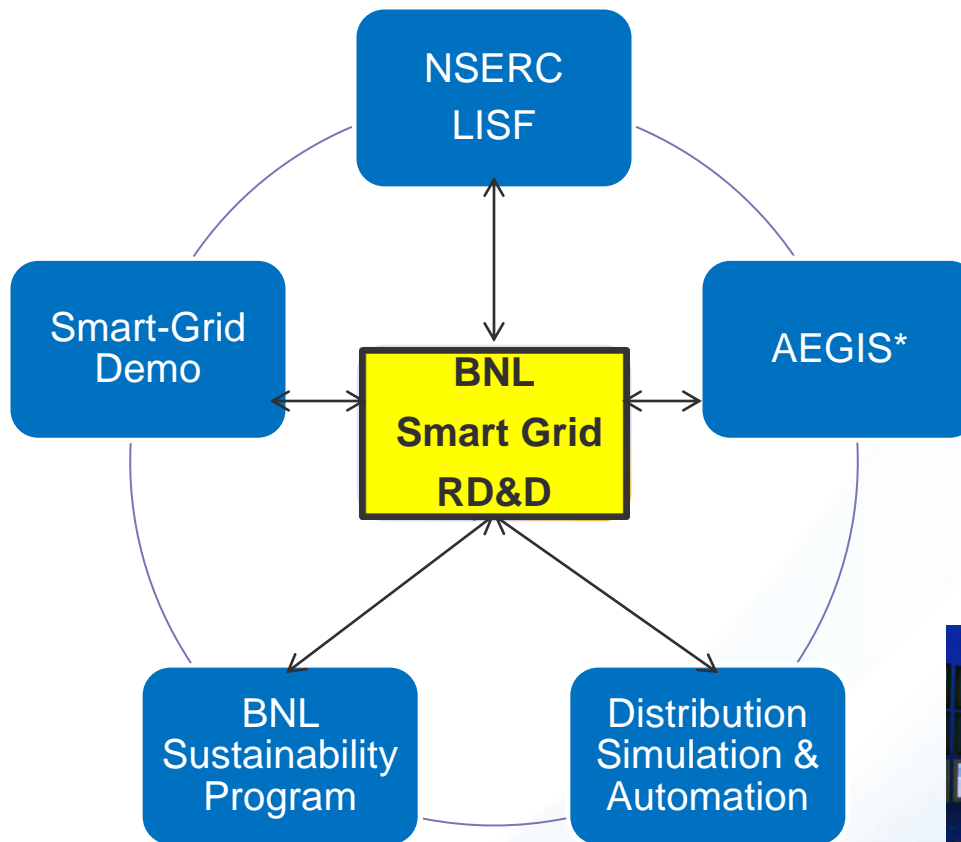 NSERC
LISF
Smart-Grid
Demo
AEGIS*
BNL
Smart Grid
RD&D
BNL
Sustainability
Program
Distribution
Simulation &
Automation